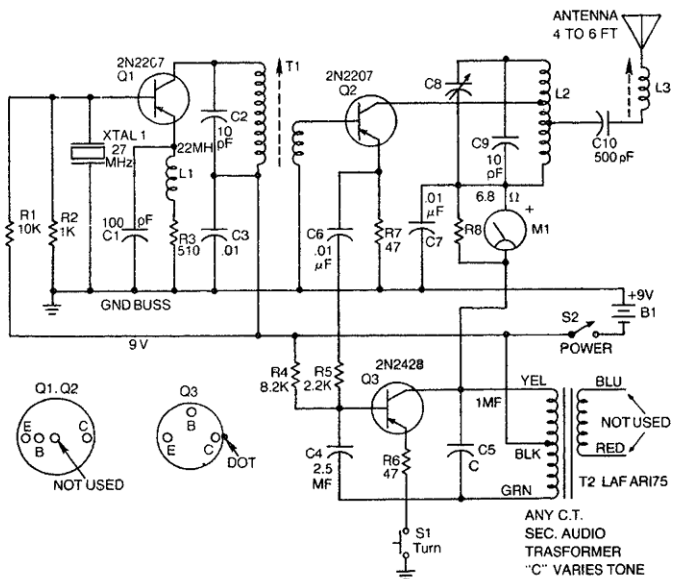 ANTENNA
4 TO 6 FT
2N2207
Q1
T1
2N2207
Q2
C8
L2
L3
C2
10
pF
XTAL 1
27
MHz
22MH
L1
C9
10
pF
C10
500 pF
R1
10K
R2
1K
100 pF
C1
R3
510
C3
.01
C6
.01
µF
R7
47
.01
µF
C7
6.8 Ω
R8
+
M1
GND BUSS
+9V
B1
S2
POWER
9 V
R4
8.2K
R5
2.2K
2N2428
Q3
1MF
YEL
BLU
NOT USED
BLK
RED
GRN
T2 LAF ARI75
Q1. Q2
E
B
C
NOT USED
Q3
B
E
C
DOT
C4
2.5
MF
R6
47
C5
C
S1
Turn
ANY C.T.
SEC. AUDIO
TRASFORMER
"C" VARIES TONE